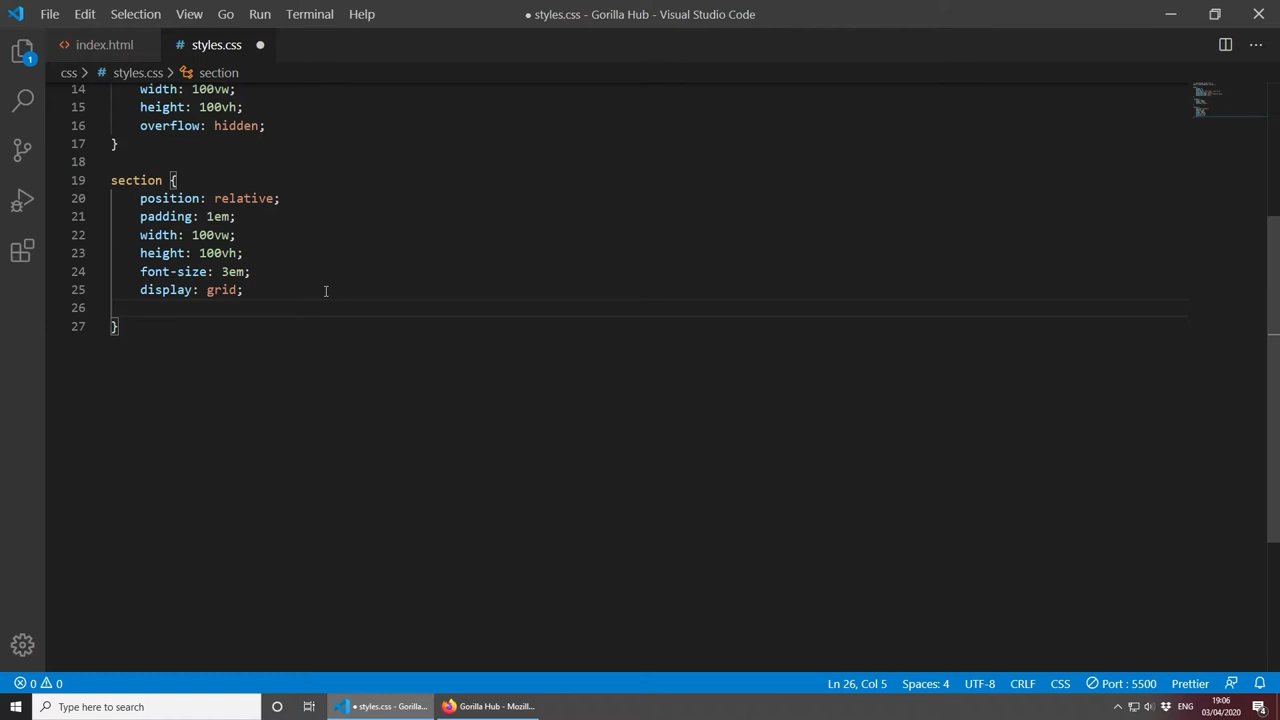 File Edit Selection View Go Run Terminal Help
● styles.css - Gorilla Hub - Visual Studio Code
<> index.html
# styles.css ●
css > # styles.css > section
14 width: 100vw;
15 height: 100vh;
16 overflow: hidden;
17 }
18
19 section {
20 position: relative;
21 padding: 1em;
22 width: 100vw;
23 height: 100vh;
24 font-size: 3em;
25 display: grid;
26
27 }
1
0 0
Ln 26, Col 5 Spaces: 4 UTF-8 CRLF CSS Port : 5500 Prettier
Type here to search
● styles.css - Gorilla...
Gorilla Hub - Mozill...
ENG
19:06
03/04/2020
4